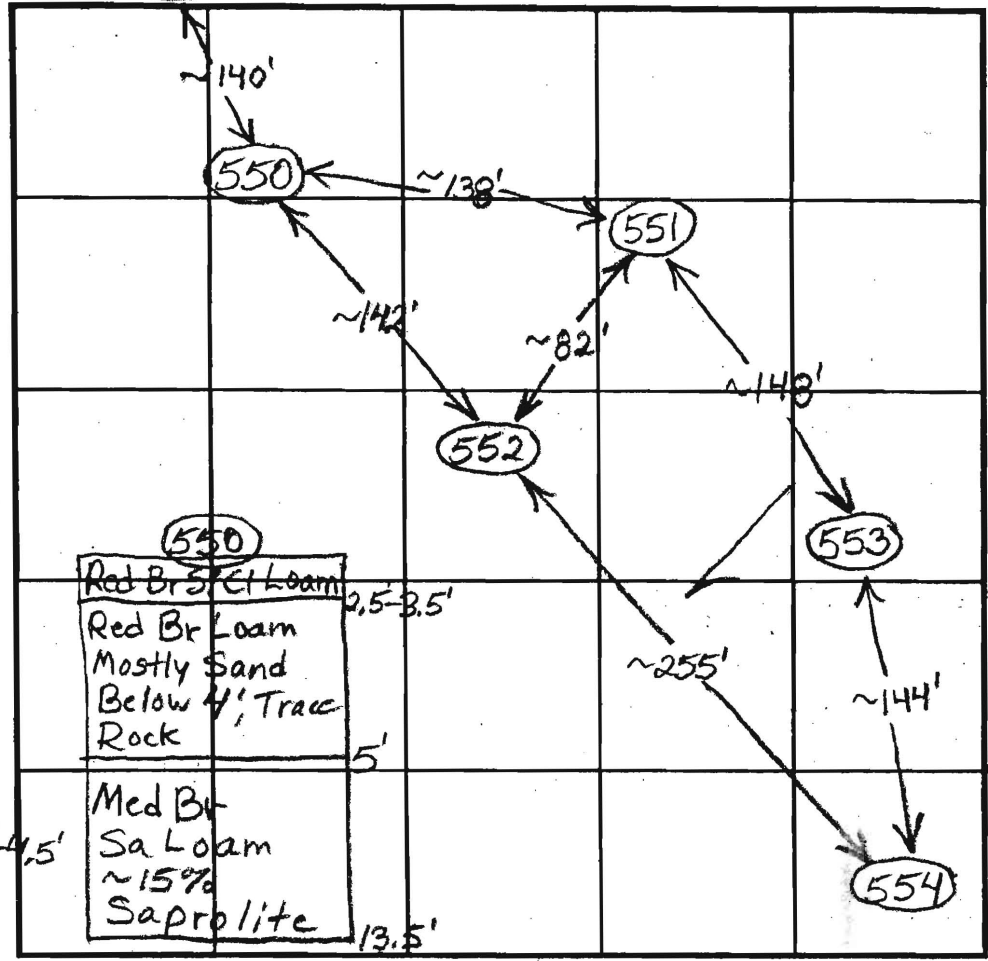 ~140'
550
~138'
551
~142'
~82'
~148'
552
550
553
Red Br Si Cl Loam
2.5-3.5'
Red Br Loam
Mostly Sand
Below 4', Trace
Rock
~255'
~144'
5'
Med Br
Sa Loam
~15%
Saprolite
4.5'
554
13.5'